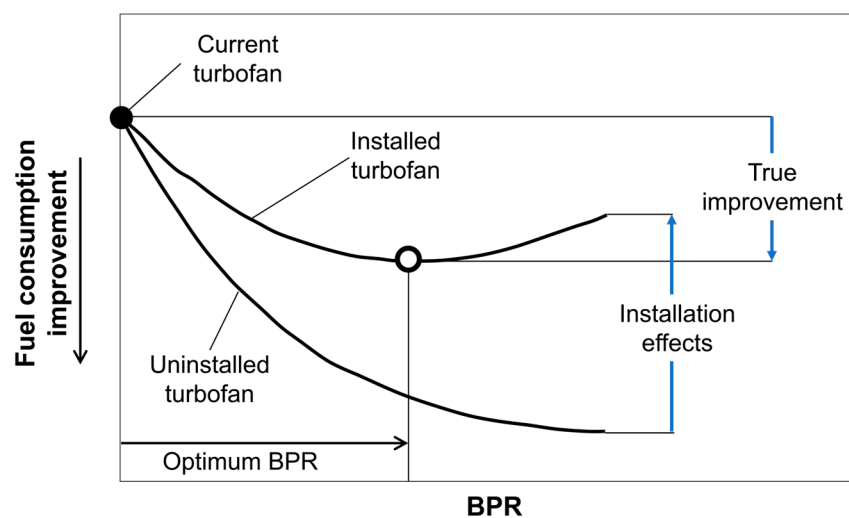 Current
turbofan
Installed
turbofan
True
improvement
Fuel consumption
improvement
Installation
effects
Uninstalled
turbofan
Optimum BPR
BPR